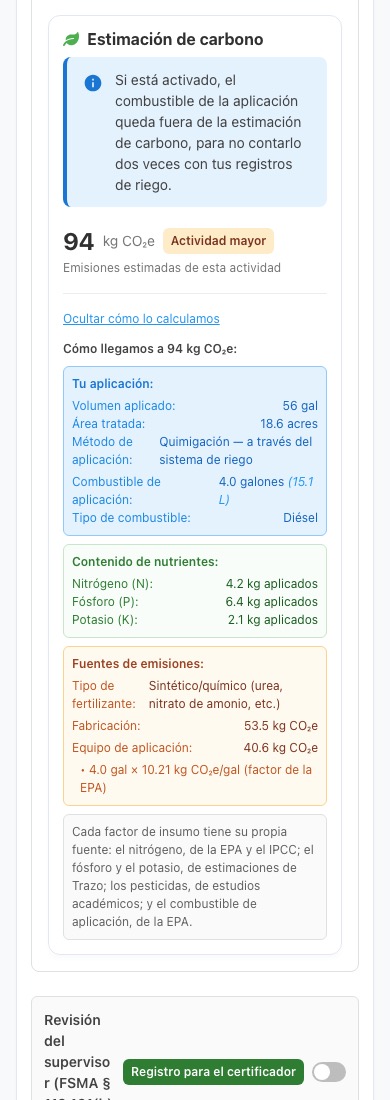 Estimación de carbono
Si está activado, el
combustible de la aplicación
queda fuera de la estimación
de carbono, para no contarlo
dos veces con tus registros
de riego.
94 kg CO₂e Actividad mayor
Emisiones estimadas de esta actividad
Ocultar cómo lo calculamos
Cómo llegamos a 94 kg CO₂e:
Tu aplicación:
Volumen aplicado: 56 gal
Área tratada: 18.6 acres
Método de aplicación: Quimigación — a través del
sistema de riego
Combustible de aplicación: 4.0 galones (15.1
L)
Tipo de combustible: Diésel
Contenido de nutrientes:
Nitrógeno (N): 4.2 kg aplicados
Fósforo (P): 6.4 kg aplicados
Potasio (K): 2.1 kg aplicados
Fuentes de emisiones:
Tipo de fertilizante: Sintético/químico (urea,
nitrato de amonio, etc.)
Fabricación: 53.5 kg CO₂e
Equipo de aplicación: 40.6 kg CO₂e
• 4.0 gal × 10.21 kg CO₂e/gal (factor de la
EPA)
Cada factor de insumo tiene su propia
fuente: el nitrógeno, de la EPA y el IPCC; el
fósforo y el potasio, de estimaciones de
Trazo; los pesticidas, de estudios
académicos; y el combustible de
aplicación, de la EPA.
Revisión
del
superviso
r (FSMA §
Registro para el certificador